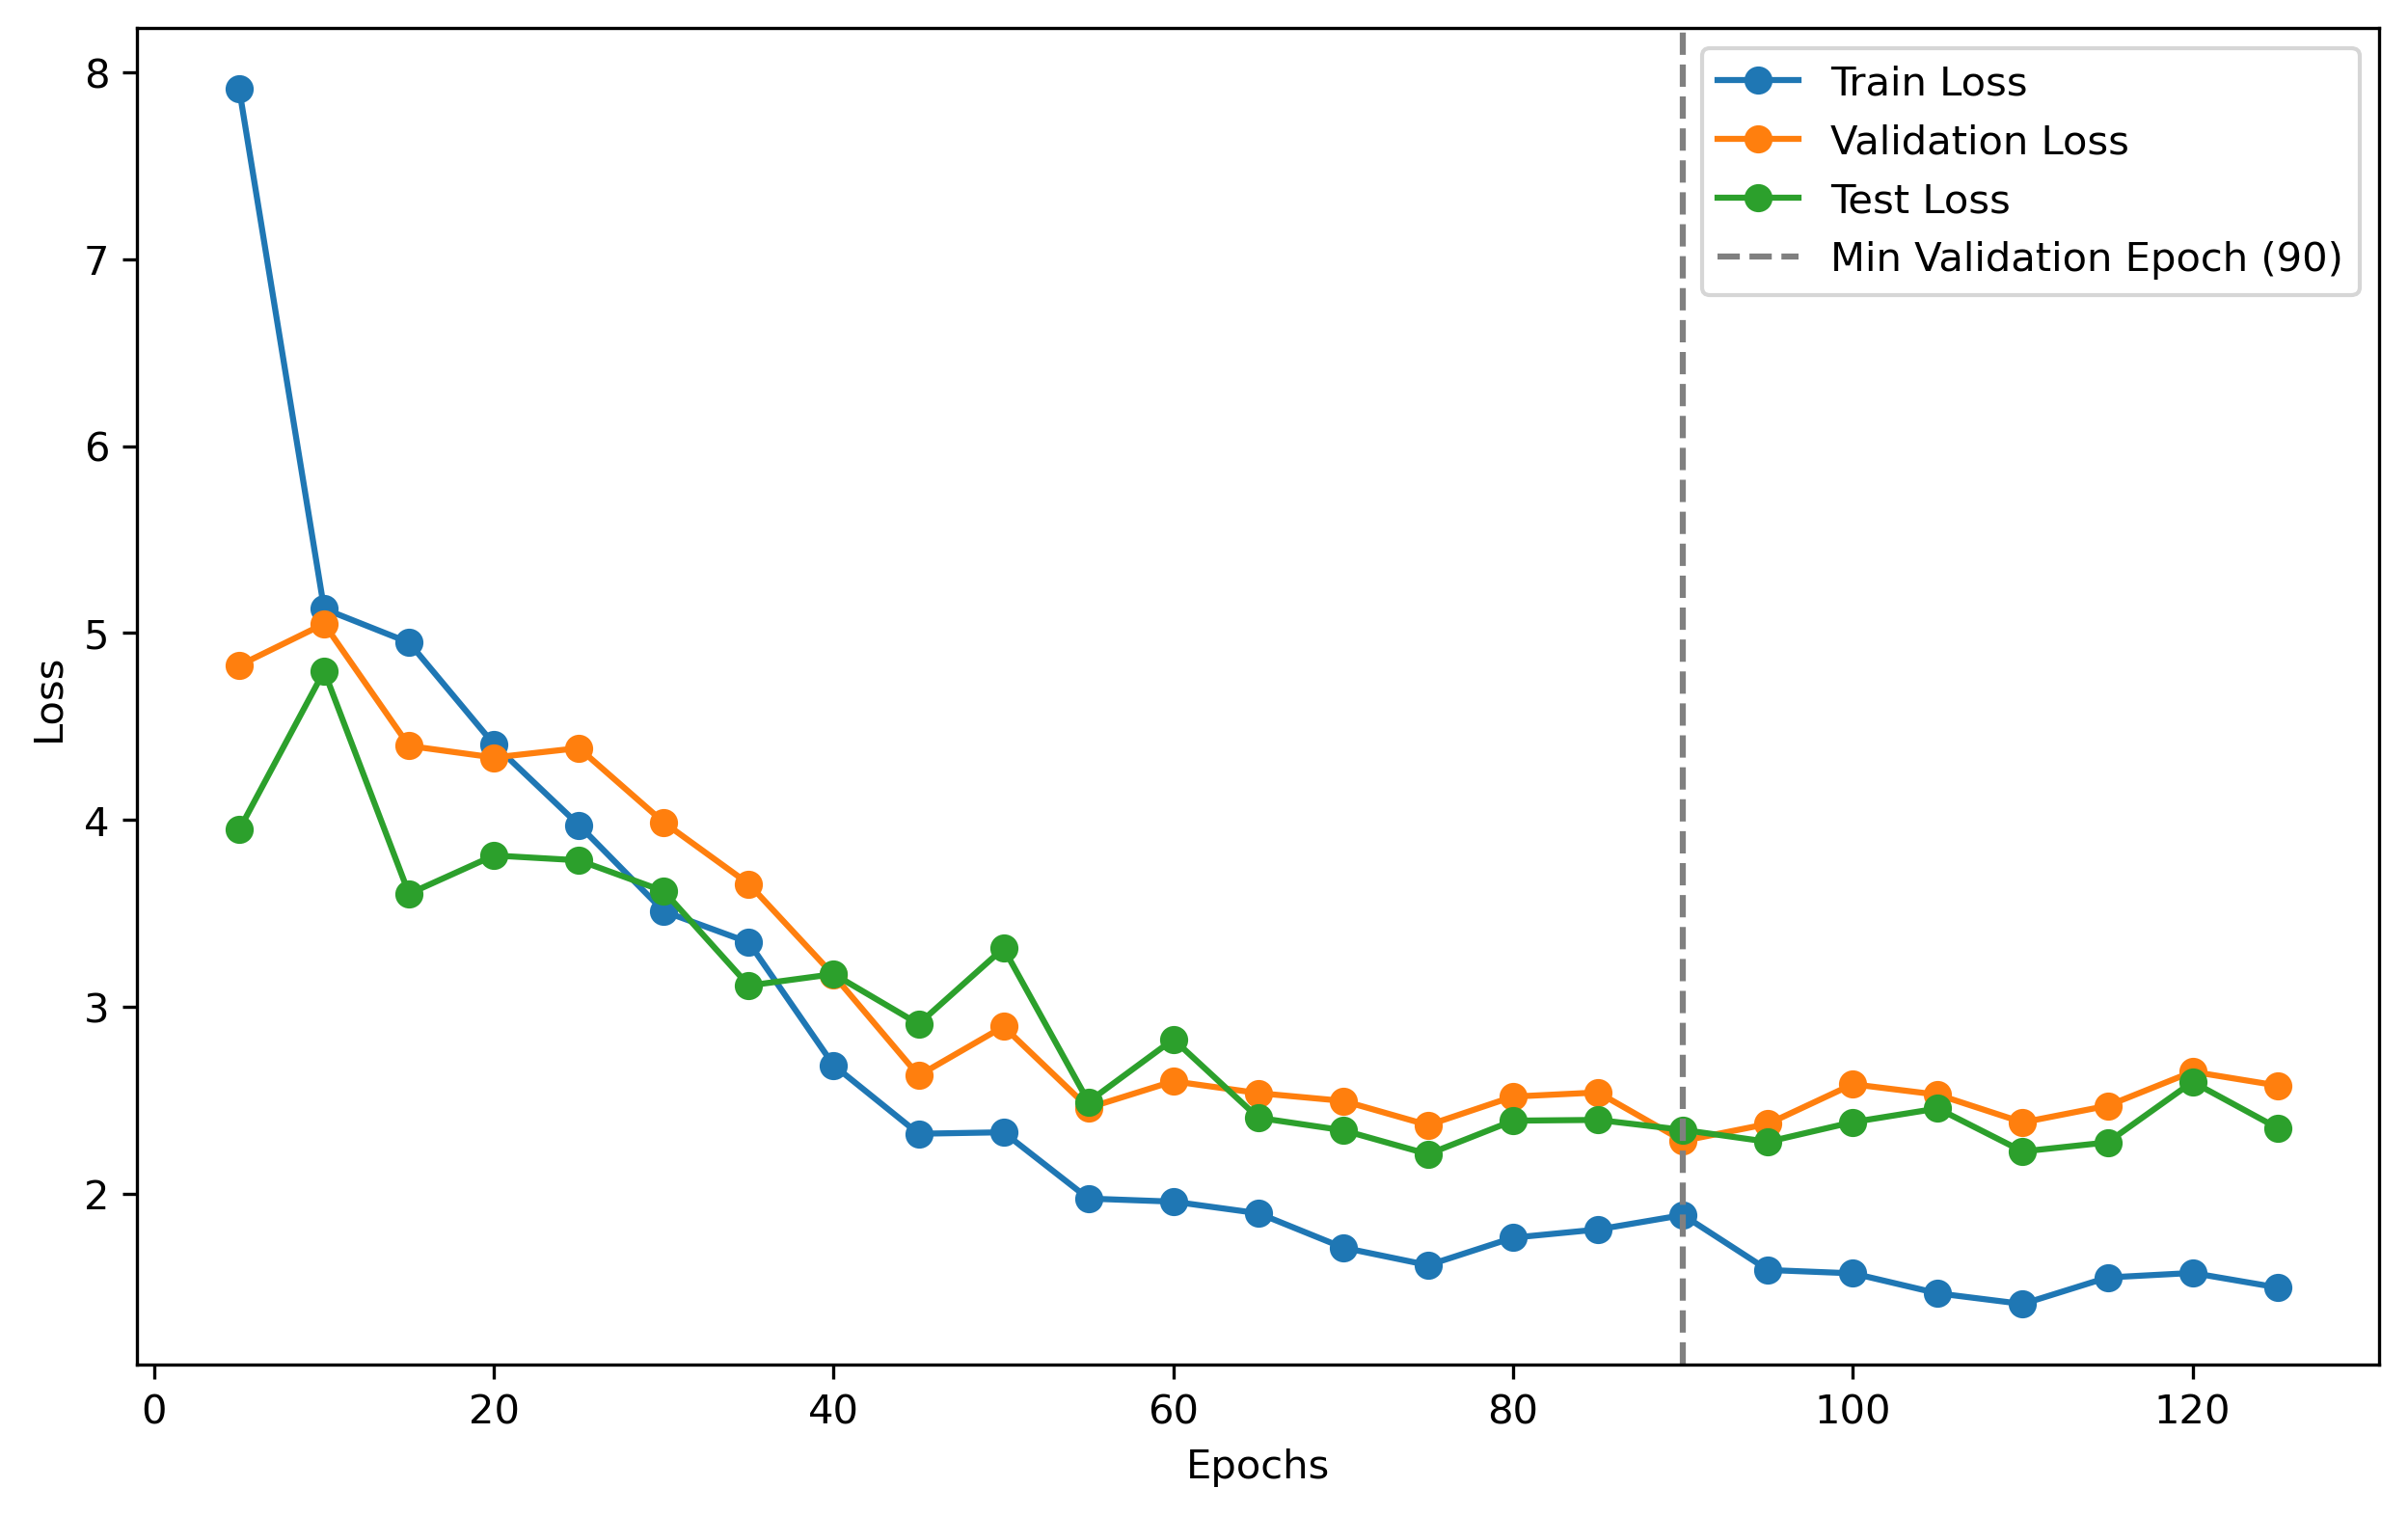 8
7
6
5
4
3
2
Loss
Train Loss
Validation Loss
Test Loss
Min Validation Epoch (90)
0 20 40 60 80 100 120
Epochs